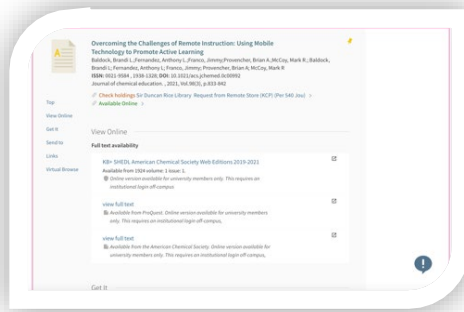 Overcoming the Challenges of Remote Instruction: Using Mobile
Technology to Promote Active Learning
Baldock, Brandi L.;Fernandez, Anthony L.; Franco, Jimmy;Provencher, Brian A.;McCoy, Mark R.;Baldock,
Brandi L; Fernandez, Anthony L; Franco, Jimmy; Provencher, Brian A; McCoy, Mark R
ISSN: 0021-9584 , 1938-1328; DOI: 10.1021/acs.jchemed.0c00992
Journal of chemical education. , 2021, Vol.98(3), p.833-842
Check holdings Sir Duncan Rice Library Request from Remote Store (KCP) (Per 540 Jou) >
Available Online >
Top
View Online
Get It
Send to
Links
Virtual Browse
View Online
Full text availability
KB+ SHEDL American Chemical Society Web Editions 2019-2021
Available from 1924 volume: 1 issue: 1.
Online version available for university members only. This requires an
institutional login off-campus
view full text
Available from ProQuest. Online version available for university members
only. This requires an institutional login off-campus,
view full text
Available from the American Chemical Society. Online version available for
university members only. This requires an institutional login off-campus,
Get It